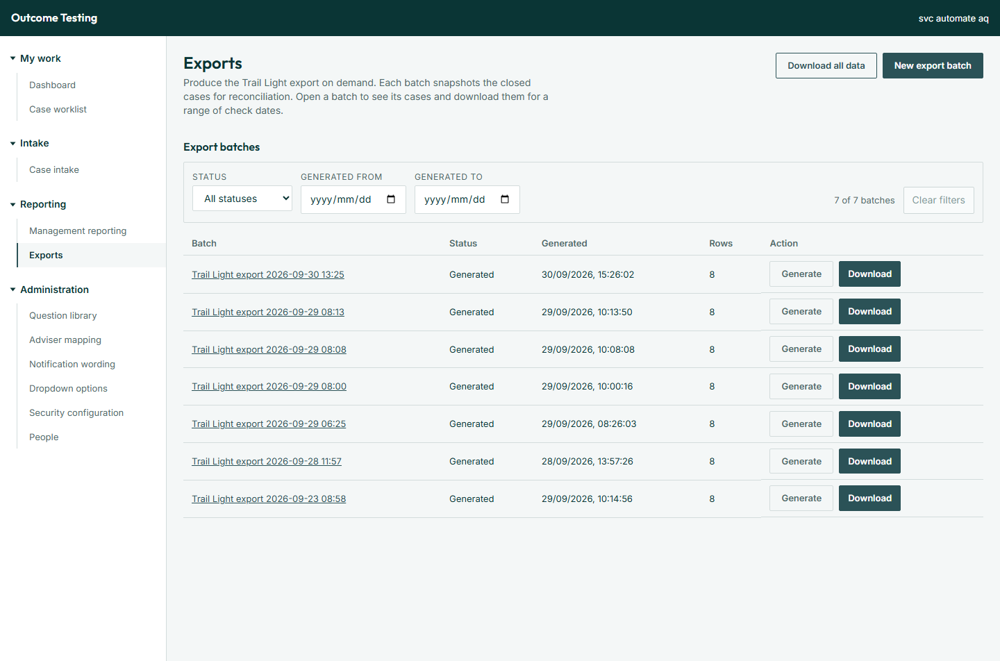 Outcome Testing
svc automate aq
My work
Dashboard
Case worklist
Intake
Case intake
Reporting
Management reporting
Exports
Administration
Question library
Adviser mapping
Notification wording
Dropdown options
Security configuration
People
Exports
Produce the Trail Light export on demand. Each batch snapshots the closed
cases for reconciliation. Open a batch to see its cases and download them for a
range of check dates.
Download all data
New export batch
Export batches
STATUS GENERATED FROM GENERATED TO
All statuses yyyy/mm/dd yyyy/mm/dd 7 of 7 batches Clear filters
Batch Status Generated Rows Action
Trail Light export 2026-09-30 13:25 Generated 30/09/2026, 15:26:02 8 Generate Download
Trail Light export 2026-09-29 08:13 Generated 29/09/2026, 10:13:50 8 Generate Download
Trail Light export 2026-09-29 08:08 Generated 29/09/2026, 10:08:08 8 Generate Download
Trail Light export 2026-09-29 08:00 Generated 29/09/2026, 10:00:16 8 Generate Download
Trail Light export 2026-09-29 06:25 Generated 29/09/2026, 08:26:03 8 Generate Download
Trail Light export 2026-09-28 11:57 Generated 28/09/2026, 13:57:26 8 Generate Download
Trail Light export 2026-09-23 08:58 Generated 29/09/2026, 10:14:56 8 Generate Download